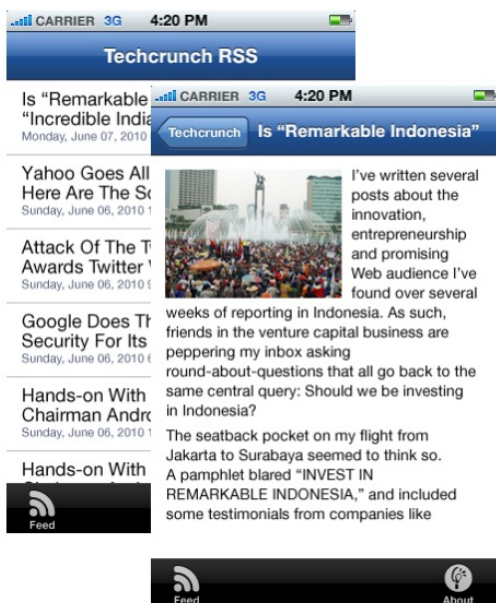 CARRIER 3G 4:20 PM
Techcrunch RSS
Is “Remarkable
“Incredible India
Monday, June 07, 2010
Yahoo Goes All
Here Are The
Sunday, June 06, 2010 1
Attack Of The
Awards Twitter
Sunday, June 06, 2010
Google Does
Security For Its
Sunday, June 06, 2010
Hands-on With
Chairman
Sunday, June 06, 2010 1
Hands-on With
Feed
CARRIER 3G 4:20 PM
Techcrunch Is “Remarkable Indonesia”
I’ve written several
posts about the
innovation,
entrepreneurship
and promising
Web audience I’ve
found over several
weeks of reporting in Indonesia. As such,
friends in the venture capital business are
peppering my inbox asking
round-about-questions that all go back to the
same central query: Should we be investing
in Indonesia?
The seatback pocket on my flight from
Jakarta to Surabaya seemed to think so.
A pamphlet blared “INVEST IN
REMARKABLE INDONESIA,” and included
some testimonials from companies like
Feed About